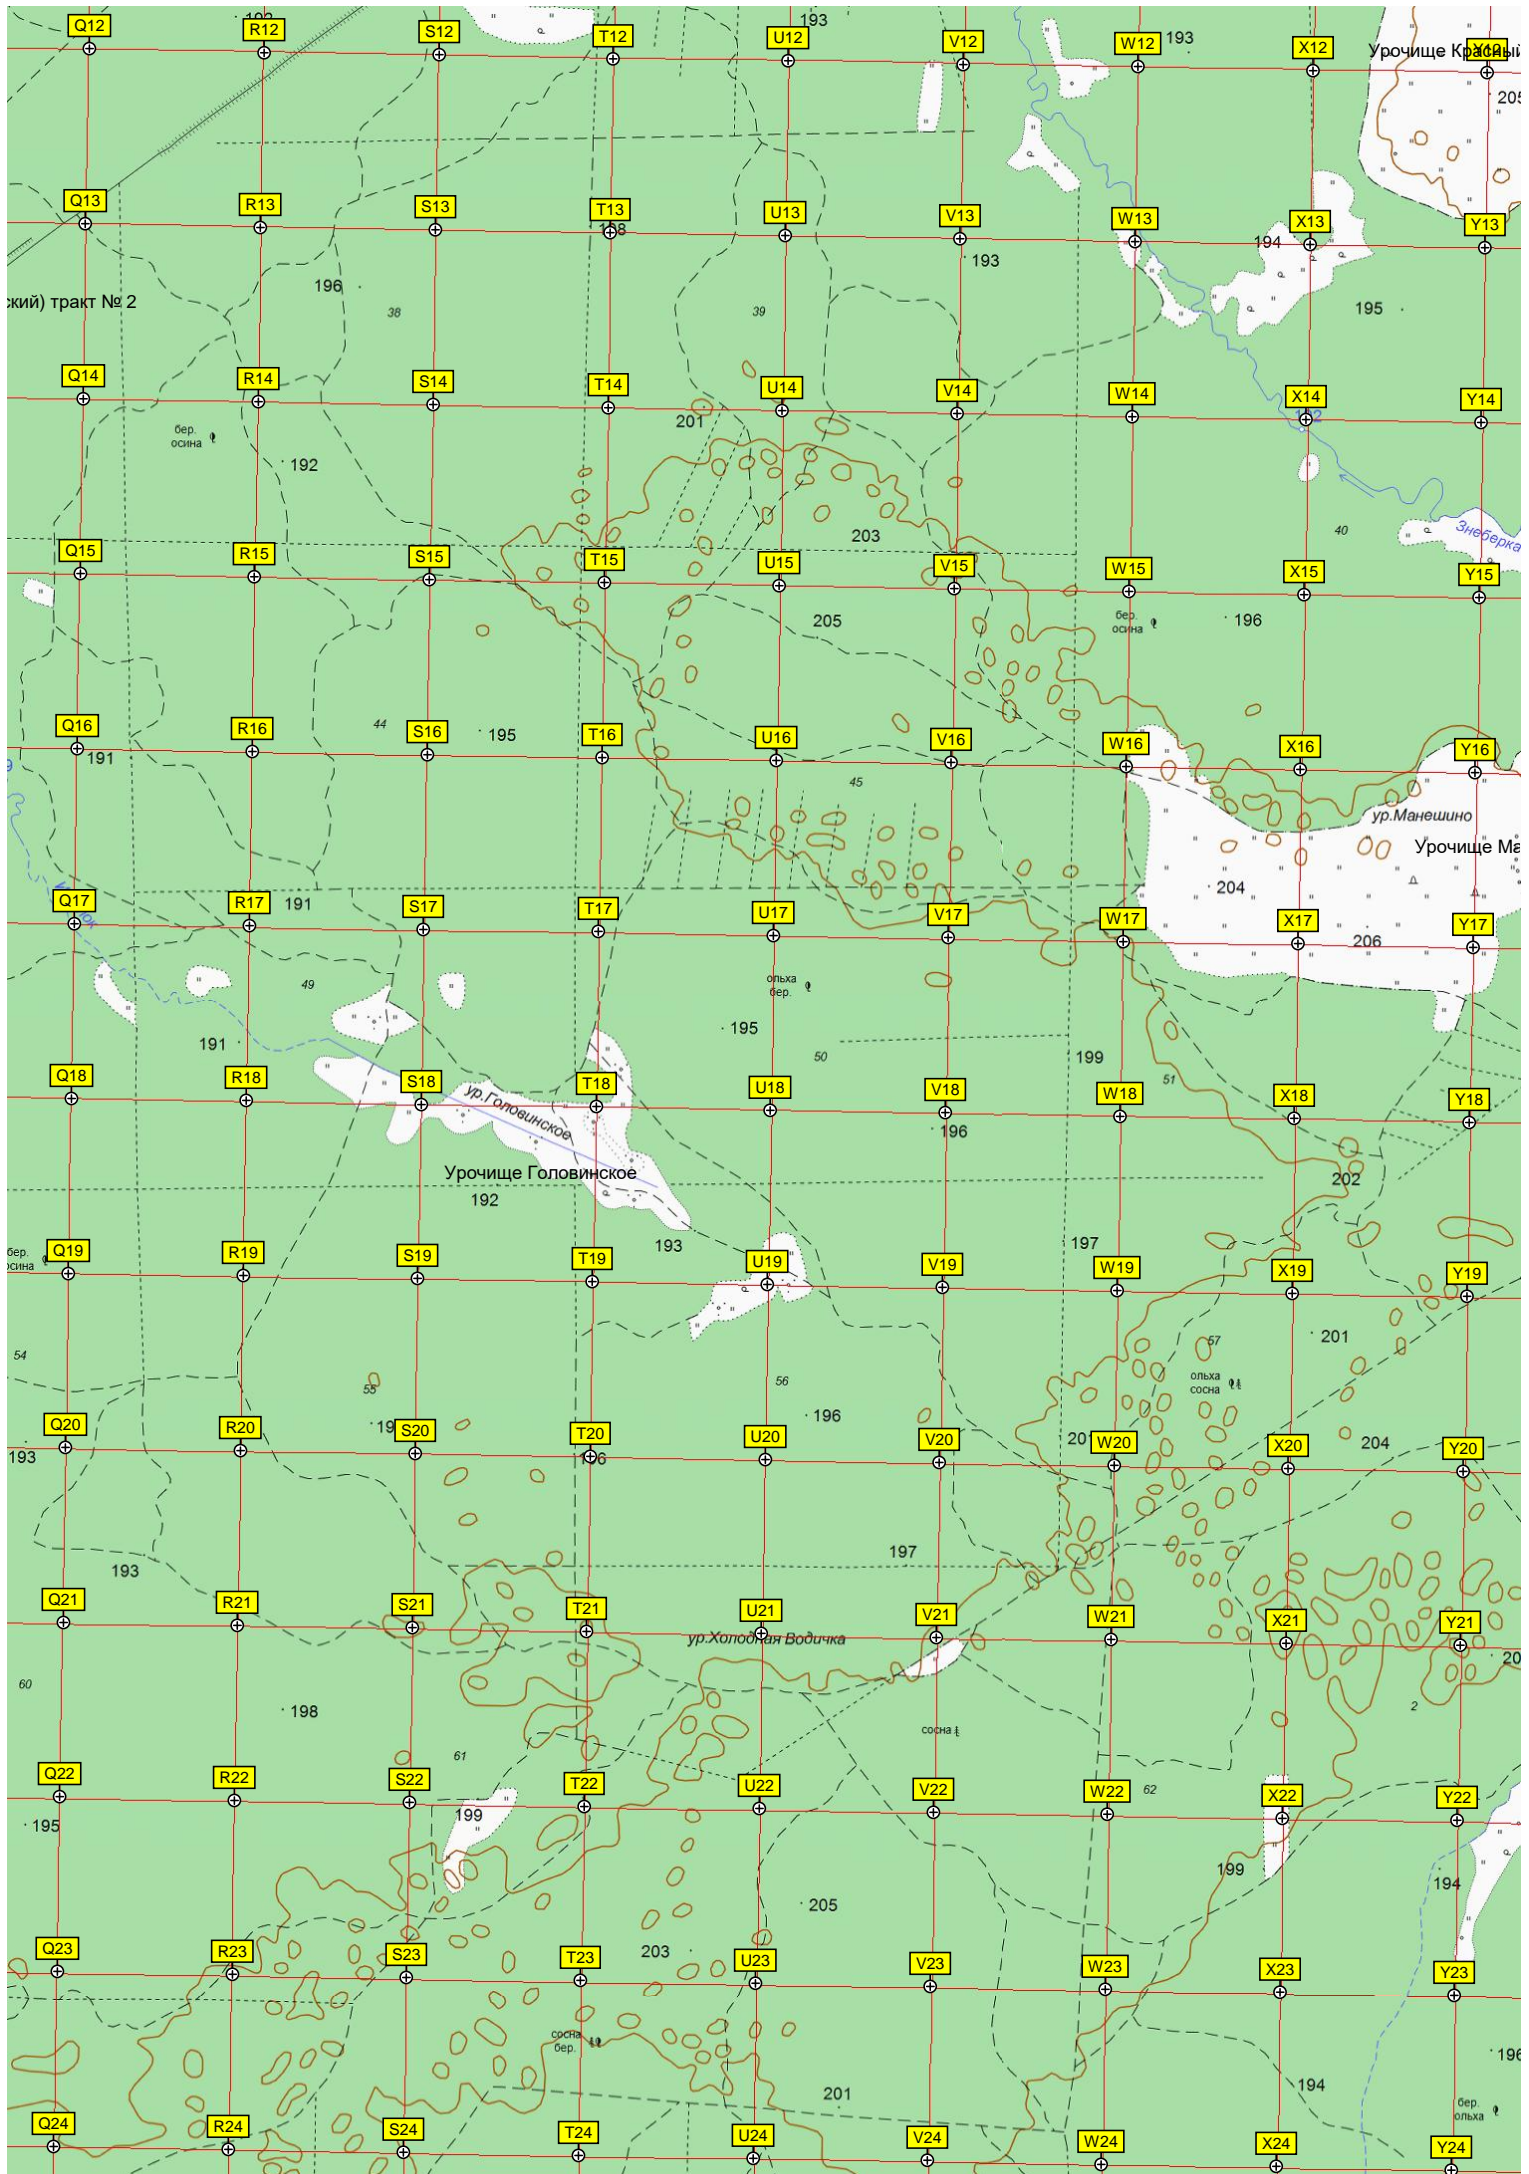 193
Q12 R12 S12 T12 U12 V12 W12 193 X12
Урочище Красный
Y12
205
Q13 R13 S13 T13 U13 V13 W13 X13 Y13
194
193
196
ский) тракт № 2
38
39
195
Q14 R14 S14 T14 U14 V14 W14 X14 Y14
201
бер.
осина
192
203
40
Знеберка
Q15 R15 S15 T15 U15 V15 W15 X15 Y15
205
бер.
осина
196
Q16 R16 S16 T16 U16 V16 W16 X16 Y16
44
195
191
45
ур.Манешино
Урочище Ма
204
Q17 R17 S17 T17 U17 V17 W17 X17 Y17
191
206
49
ольха
бер.
195
191
50
199
51
Q18 R18 S18 T18 U18 V18 W18 X18 Y18
ур.Головинское
196
Урочище Головинское
192
202
193
197
бер.
осина
Q19 R19 S19 T19 U19 V19 W19 X19 Y19
201
57
54
55
56
ольха
сосна
196
Q20 R20 S20 T20 U20 V20 W20 X20 Y20
193
204
197
193
Q21 R21 S21 T21 U21 V21 W21 X21 Y21
ур.Холодная Водичка
60
198
2
сосна
61
62
Q22 R22 S22 T22 U22 V22 W22 X22 Y22
199
195
199
194
205
203
Q23 R23 S23 T23 U23 V23 W23 X23 Y23
сосна
бер.
196
201
194
бер.
ольха
Q24 R24 S24 T24 U24 V24 W24 X24 Y24